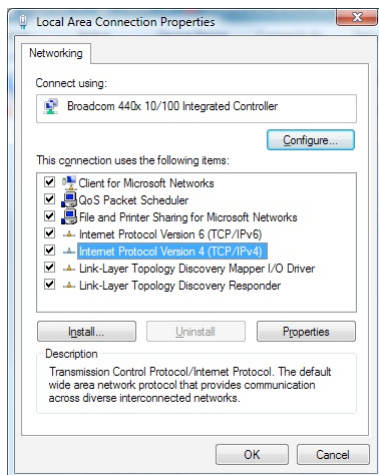 Local Area Connection Properties
Networking
Connect using:
Broadcom 440x 10/100 Integrated Controller
Configure...
This connection uses the following items:
Client for Microsoft Networks
QoS Packet Scheduler
File and Printer Sharing for Microsoft Networks
Internet Protocol Version 6 (TCP/IPv6)
Internet Protocol Version 4 (TCP/IPv4)
Link-Layer Topology Discovery Mapper I/O Driver
Link-Layer Topology Discovery Responder
Install... Uninstall Properties
Description
Transmission Control Protocol/Internet Protocol. The default
wide area network protocol that provides communication
across diverse interconnected networks.
OK Cancel